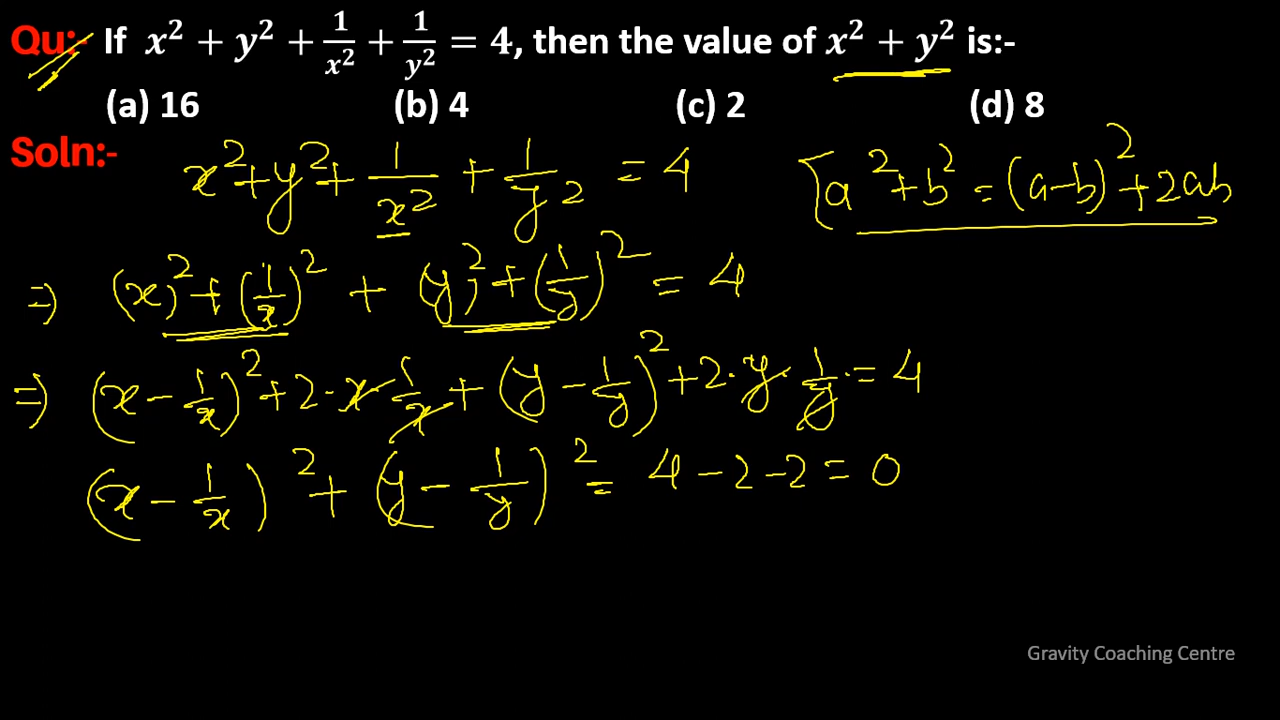 Qu:- If x² + y² + 1/x² + 1/y² = 4, then the value of x² + y² is:-
(a) 16 (b) 4 (c) 2 (d) 8
Soln:-
x² + y² + 1/x² + 1/y² = 4
[a² + b² = (a-b)² + 2ab
⇒ (x)² + (1/x)² + (y)² + (1/y)² = 4
⇒ (x - 1/x)² + 2 · x · 1/x + (y - 1/y)² + 2 · y · 1/y · = 4
(x - 1/x)² + (y - 1/y)² = 4 - 2 - 2 = 0
Gravity Coaching Centre